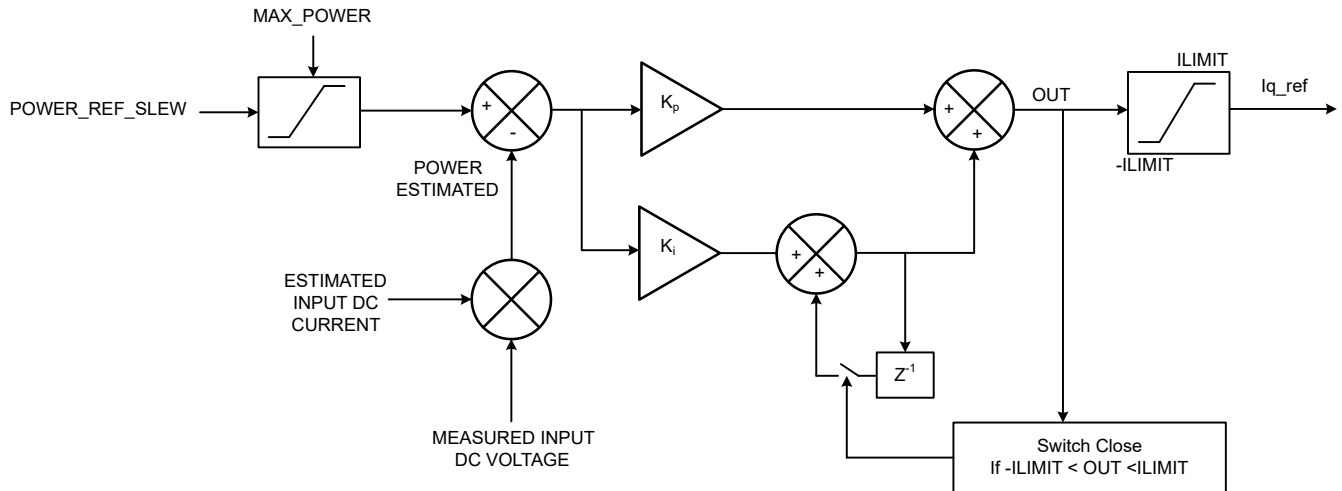 MAX_POWER
POWER_REF_SLEW
+
-
POWER
ESTIMATED
ESTIMATED
INPUT DC
CURRENT
MEASURED INPUT
DC VOLTAGE
Kp
Ki
+
+
Z-1
+
+
OUT
ILIMIT
-ILIMIT
Iq_ref
Switch Close
If -ILIMIT < OUT <ILIMIT